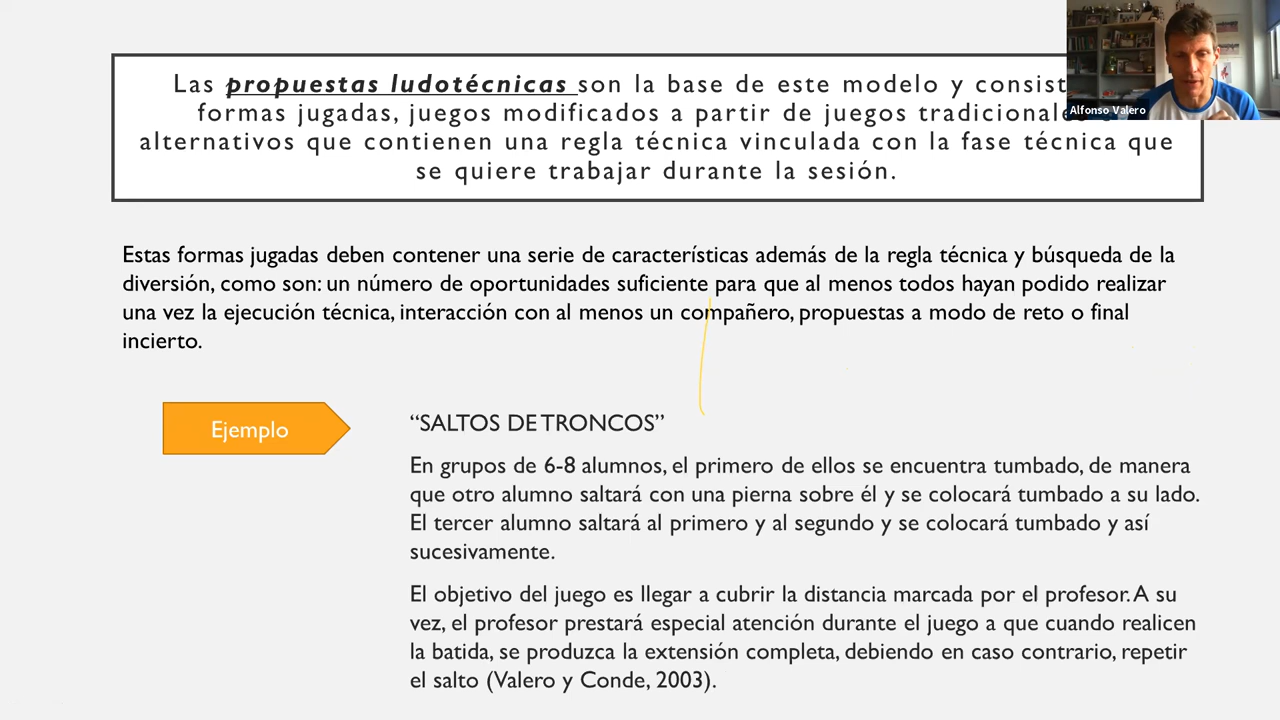 Las propuestas ludotécnicas son la base de este modelo y consist
formas jugadas, juegos modificados a partir de juegos tradicionale
Alfonso Valero
alternativos que contienen una regla técnica vinculada con la fase técnica que
se quiere trabajar durante la sesión.
Estas formas jugadas deben contener una serie de características además de la regla técnica y búsqueda de la
diversión, como son: un número de oportunidades suficiente para que al menos todos hayan podido realizar
una vez la ejecución técnica, interacción con al menos un compañero, propuestas a modo de reto o final
incierto.
Ejemplo
“SALTOS DE TRONCOS”
En grupos de 6-8 alumnos, el primero de ellos se encuentra tumbado, de manera
que otro alumno saltará con una pierna sobre él y se colocará tumbado a su lado.
El tercer alumno saltará al primero y al segundo y se colocará tumbado y así
sucesivamente.
El objetivo del juego es llegar a cubrir la distancia marcada por el profesor. A su
vez, el profesor prestará especial atención durante el juego a que cuando realicen
la batida, se produzca la extensión completa, debiendo en caso contrario, repetir
el salto (Valero y Conde, 2003).